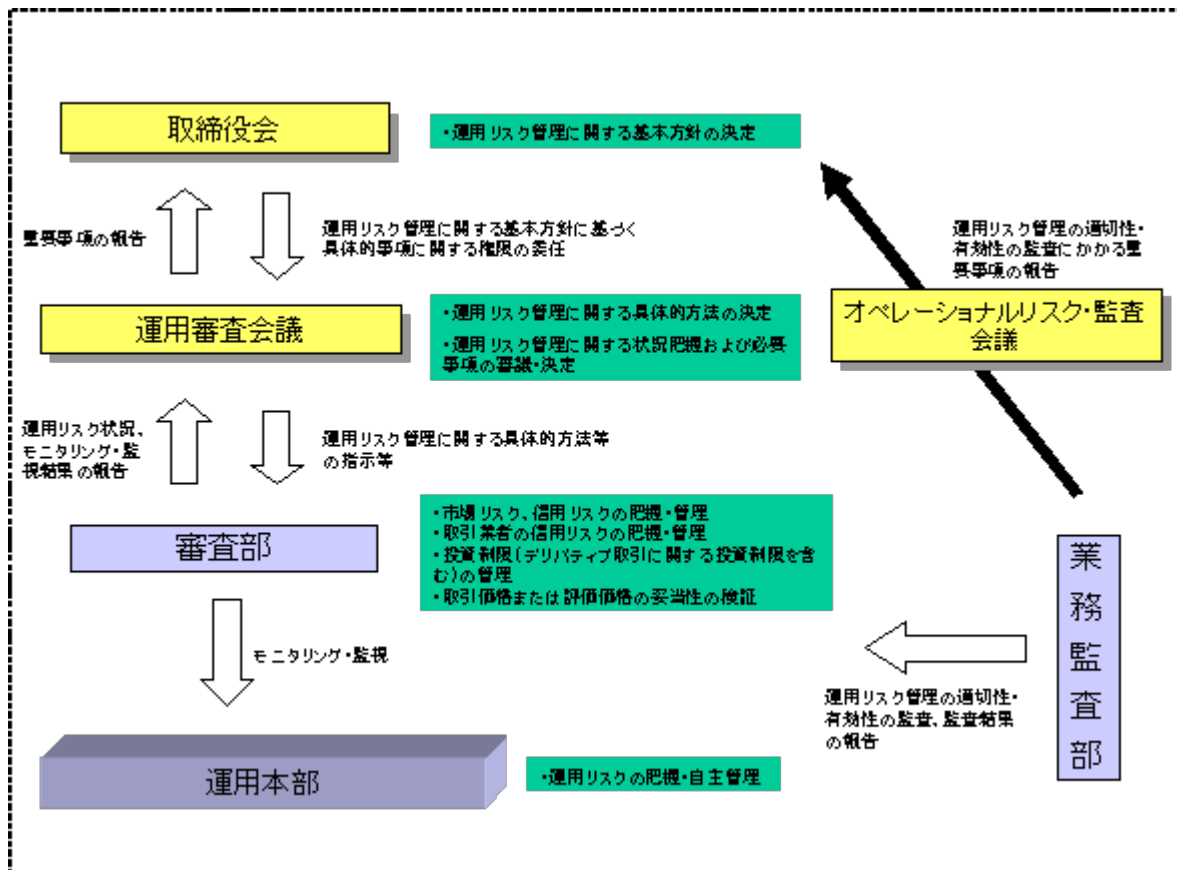 取締役会
・運用リスク管理に関する基本方針の決定
重要事項の報告
運用リスク管理に関する基本方針に基づく
具体的事項に関する権限の委任
運用リスク管理の適切性・
有効性の監査にかかる重
要事項の報告
運用審査会議
・運用リスク管理に関する具体的方法の決定
・運用リスク管理に関する状況把握および必要
事項の審議・決定
オペレーショナルリスク・監査
会議
運用リスク状況、
モニタリング・監
視結果の報告
運用リスク管理に関する具体的方法等
の指示等
審査部
・市場リスク、信用リスクの把握・管理
・取引業者の信用リスクの把握・管理
・投資制限(デリバティブ取引に関する投資制限を含
む)の管理
・取引価格または評価価格の妥当性の検証
業務監査部
モニタリング・監視
運用リスク管理の適切性・
有効性の監査、監査結果
の報告
運用本部
・運用リスクの把握・自主管理